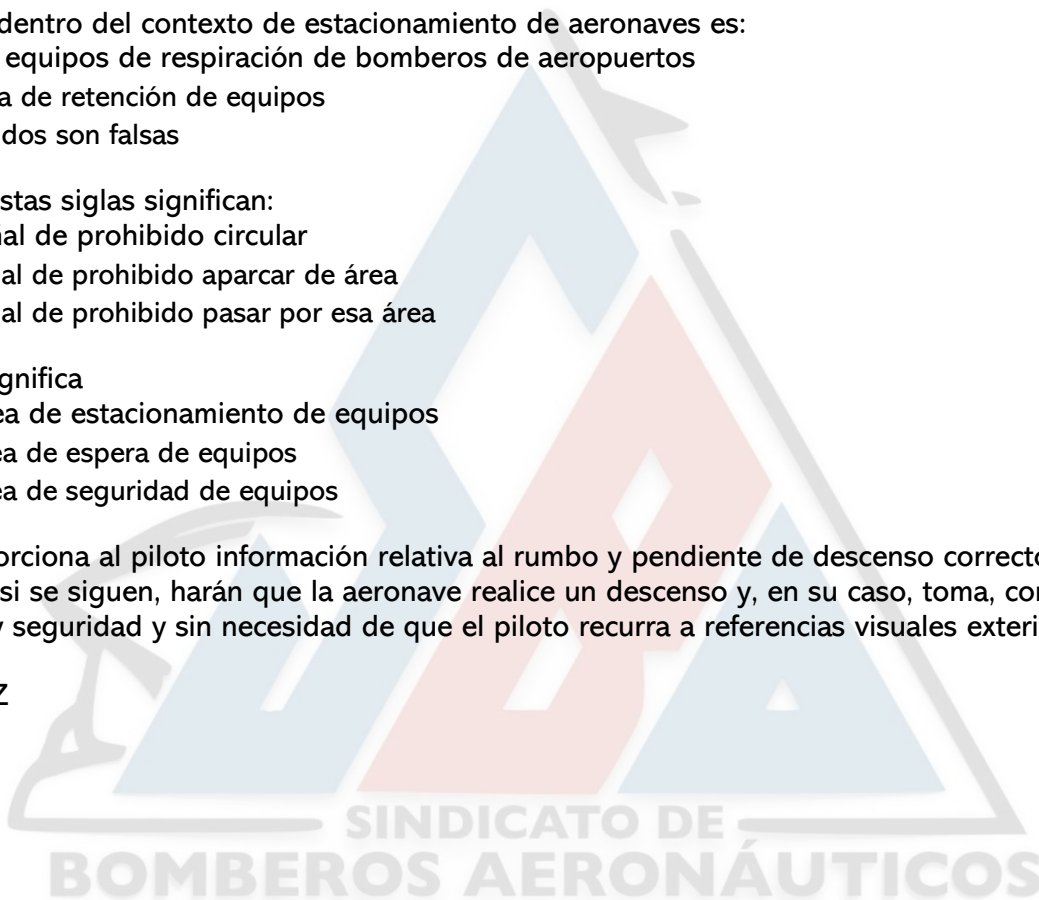 dentro del contexto de estacionamiento de aeronaves es:
equipos de respiración de bomberos de aeropuertos
a de retención de equipos
dos son falsas
stas siglas significan:
al de prohibido circular
al de prohibido aparcar de área
al de prohibido pasar por esa área
gnifica
ea de estacionamiento de equipos
ea de espera de equipos
ea de seguridad de equipos
orciona al piloto información relativa al rumbo y pendiente de descenso correcto
si se siguen, harán que la aeronave realice un descenso y, en su caso, toma, con
y seguridad y sin necesidad de que el piloto recurra a referencias visuales exteri
Z
SINDICATO DE
BOMBEROS AERONÁUTICOS